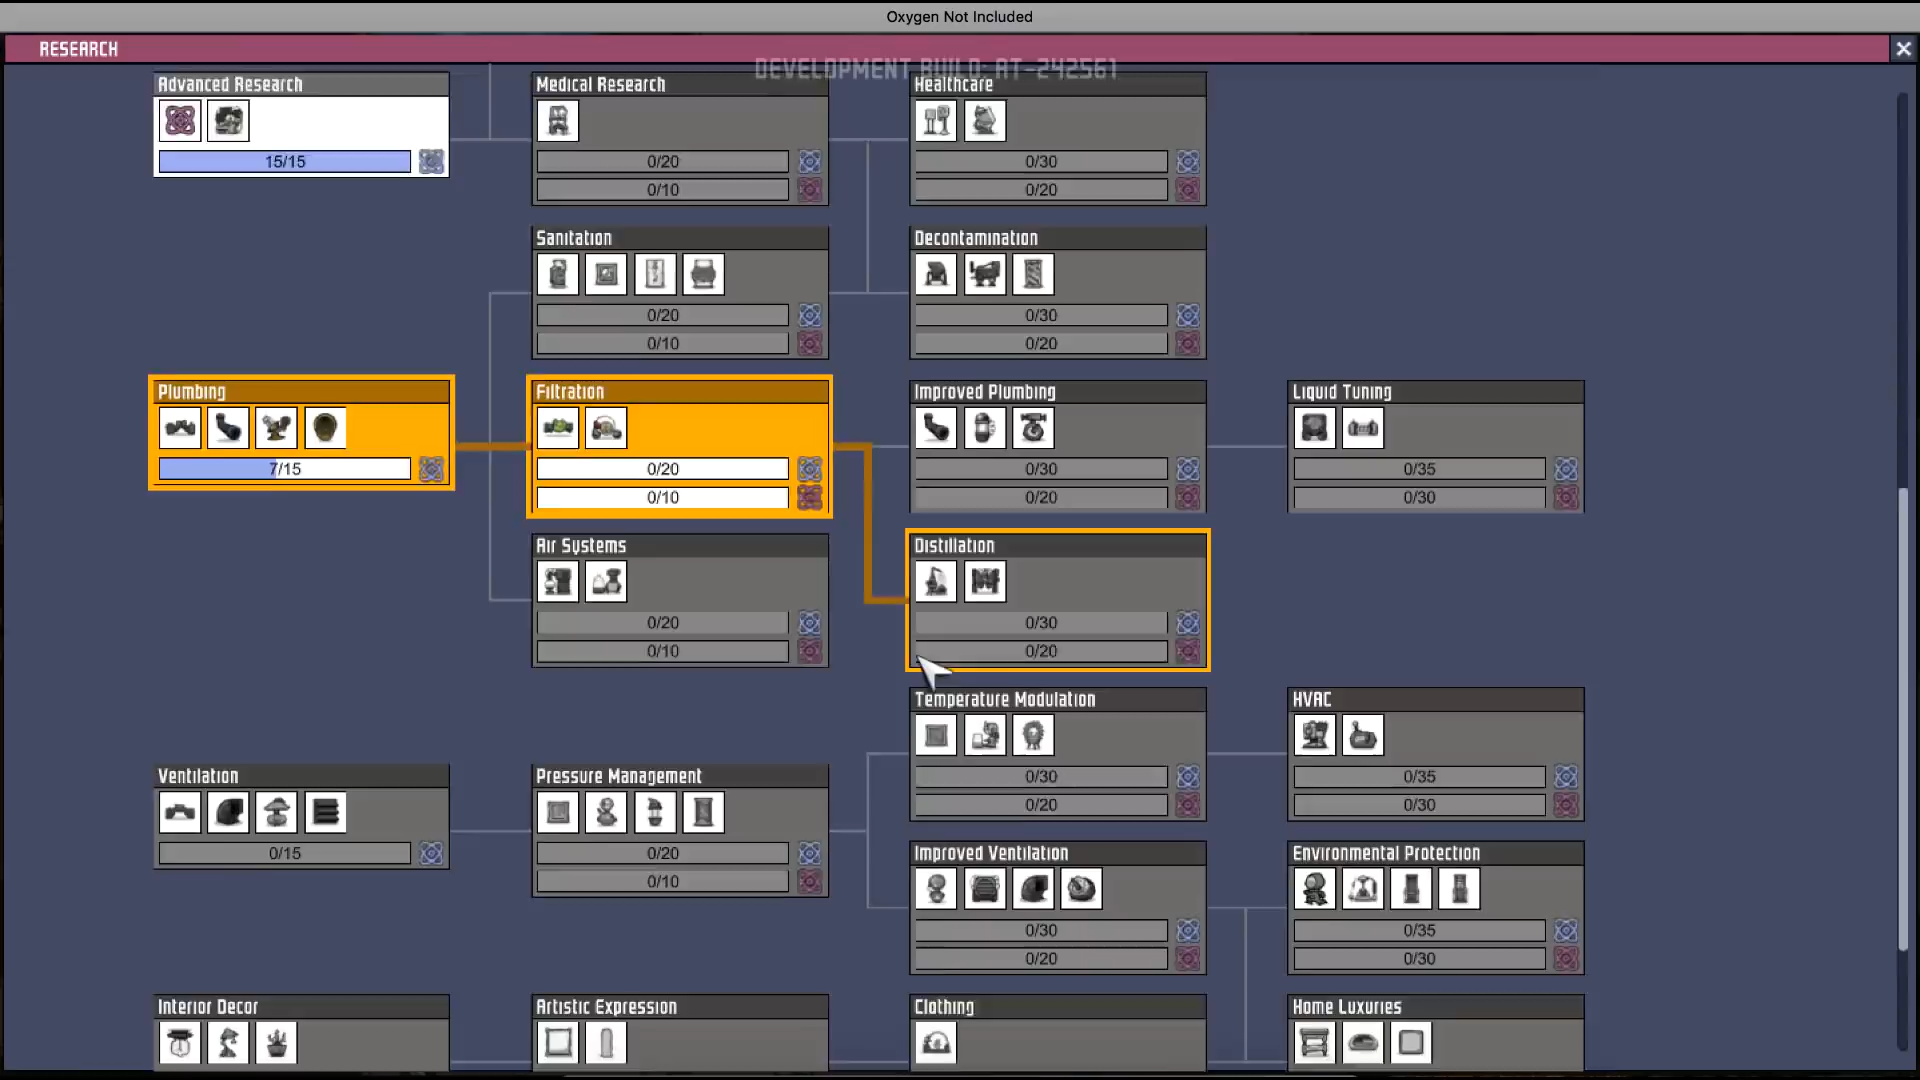 Oxygen Not Included
RESEARCH
DEVELOPMENT BUILD: AT-242561
Advanced Research
15/15
Medical Research
0/20
0/10
Healthcare
0/30
0/20
Sanitation
0/20
0/10
Decontamination
0/30
0/20
Plumbing
7/15
Filtration
0/20
0/10
Improved Plumbing
0/30
0/20
Liquid Tuning
0/35
0/30
Air Systems
0/20
0/10
Distillation
0/30
0/20
Temperature Modulation
0/30
0/20
HVAC
0/35
0/30
Ventilation
0/15
Pressure Management
0/20
0/10
Improved Ventilation
0/30
0/20
Environmental Protection
0/35
0/30
Interior Decor
Artistic Expression
Clothing
Home Luxuries